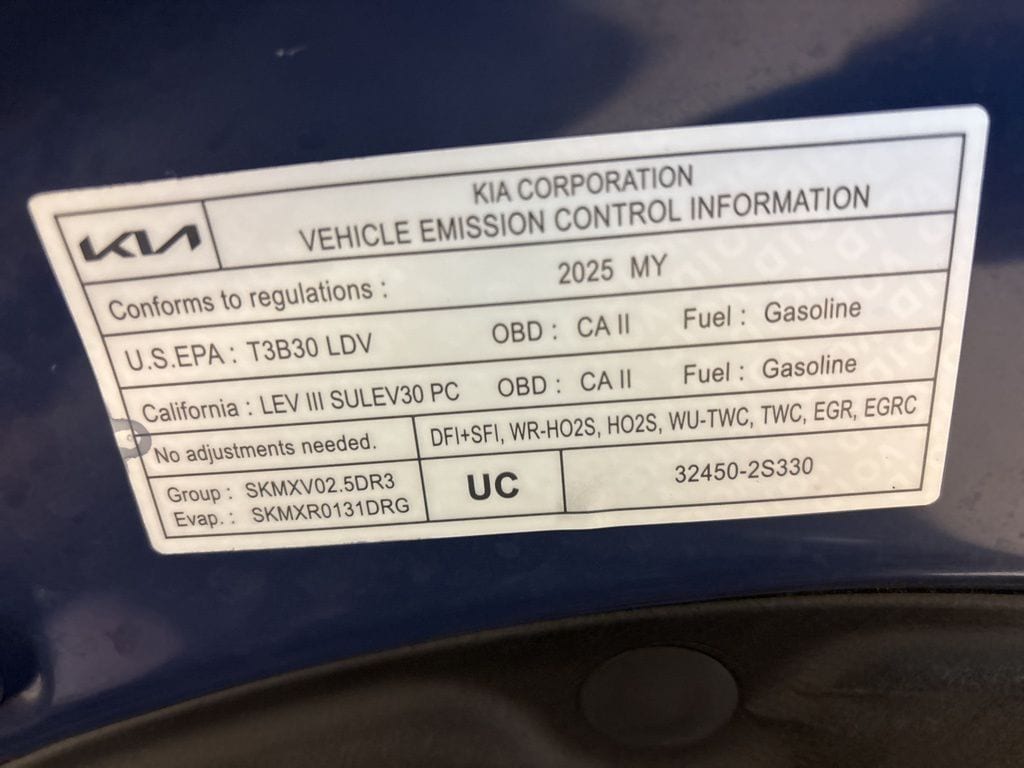 KIA
KIA CORPORATION
VEHICLE EMISSION CONTROL INFORMATION
Conforms to regulations : 2025 MY
U.S.EPA : T3B30 LDV OBD : CA II Fuel : Gasoline
California : LEV III SULEV30 PC OBD : CA II Fuel : Gasoline
No adjustments needed. DFI+SFI, WR-HO2S, HO2S, WU-TWC, TWC, EGR, EGRC
Group : SKMXV02.5DR3
Evap. : SKMXR0131DRG
UC
32450-2S330